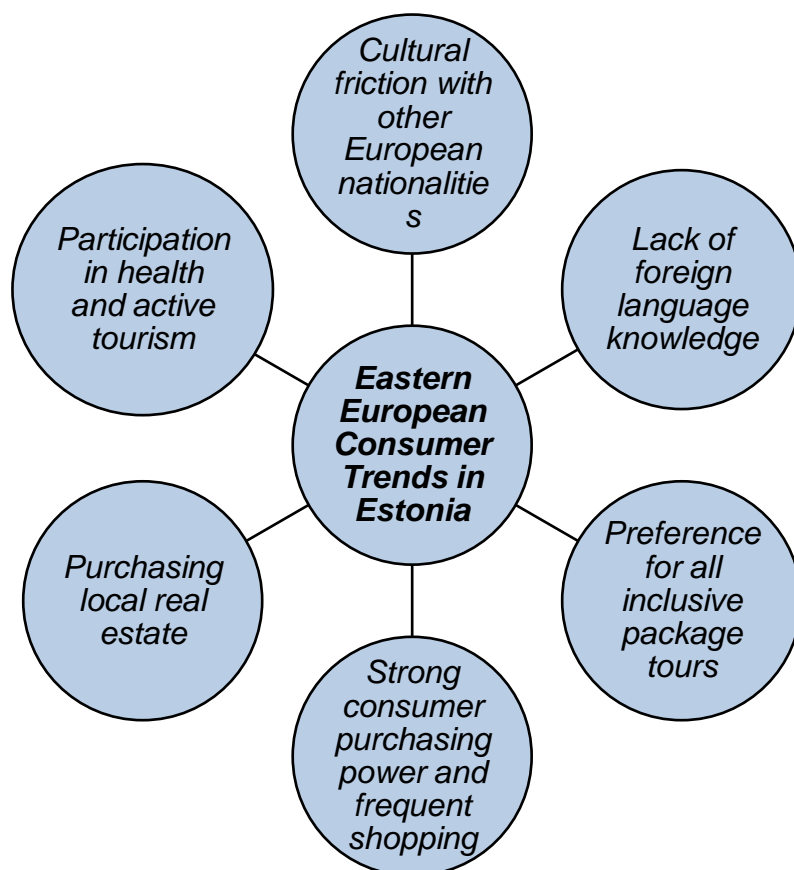 Cultural
friction with
other
European
nationalitie
s
Participation
in health
and active
tourism
Lack of
foreign
language
knowledge
Eastern
European
Consumer
Trends in
Estonia
Purchasing
local real
estate
Preference
for all
inclusive
package
tours
Strong
consumer
purchasing
power and
frequent
shopping